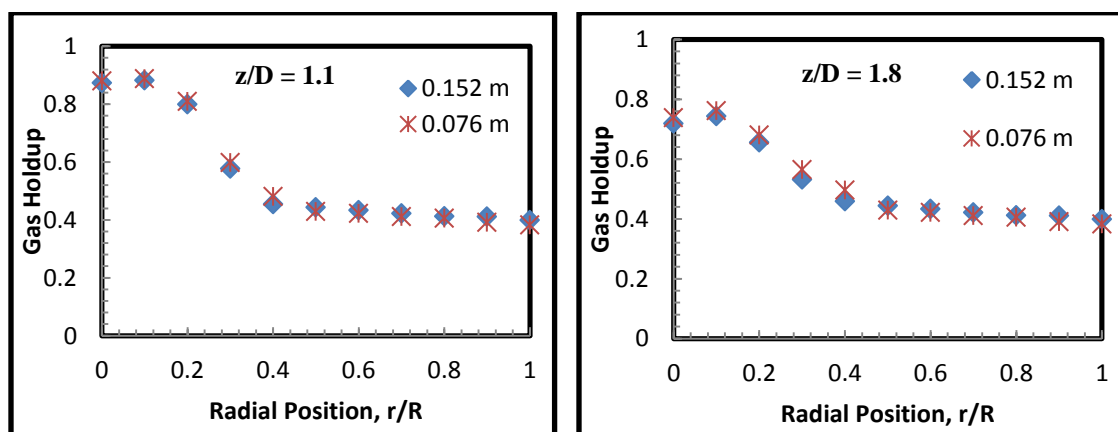 z/D = 1.1
0.152 m
0.076 m
Gas Holdup
1
0.8
0.6
0.4
0.2
0
0 0.2 0.4 0.6 0.8 1
Radial Position, r/R
z/D = 1.8
0.152 m
0.076 m
Gas Holdup
1
0.8
0.6
0.4
0.2
0
0 0.2 0.4 0.6 0.8 1
Radial Position, r/R